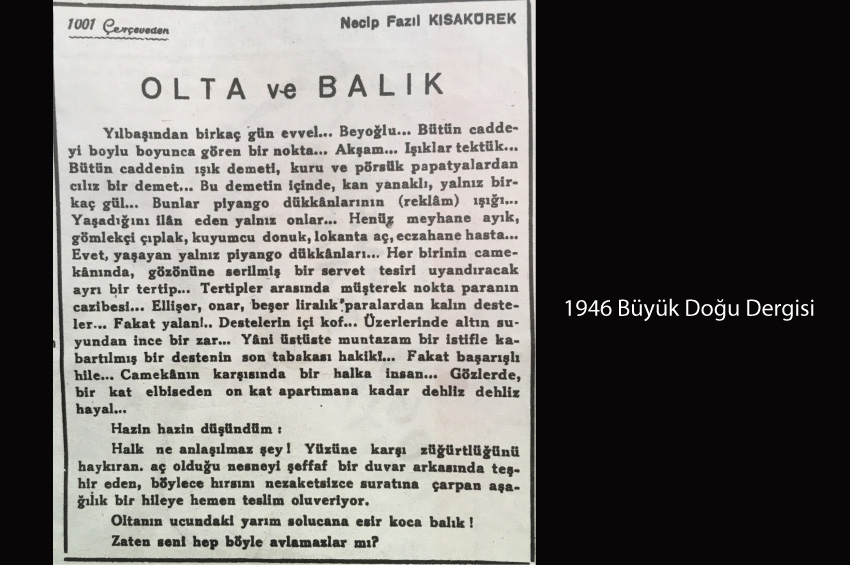 1001 Çerçeveden
Necip Fazıl KISAKÜREK
OLTA ve BALIK
Yılbaşından birkaç gün evvel... Beyoğlu... Bütün cadde-
yi boylu boyunca gören bir nokta... Akşam... Işıklar tektük...
Bütün caddenin ışık demeti, kuru ve pörsük papatyalardan
cılız bir demet... Bu demetin içinde, kan yanaklı, yalnız bir-
kaç gül... Bunlar piyango dükkânlarının (reklâm) ışığı...
Yaşadığını ilân eden yalnız onlar... Henüz meyhane ayık,
gömlekçi çıplak, kuyumcu donuk, lokanta aç, eczahane hasta...
Evet, yaşayan yalnız piyango dükkânları... Her birinin came-
kânında, gözönüne serilmiş bir servet tesiri uyandıracak
ayrı bir tertip... Tertipler arasında müşterek nokta paranın
cazibesi... Ellişer, onar, beşer liralık paralardan kalın deste-
ler... Fakat yalan!.. Destelerin içi kof... Üzerlerinde altın su-
yundan ince bir zar... Yâni üstüste muntazam bir istifle ka-
bartılmış bir destenin son tabakası hakikî... Fakat başarışlı
hile... Camekânın karşısında bir halka insan... Gözlerde,
bir kat elbiseden on kat apartımana kadar dehliz dehliz
hayal...
Hazin hazin düşündüm :
Halk ne anlaşılmaz şey! Yüzüne karşı züğürtlüğünü
haykıran. aç olduğu nesneyi şeffaf bir duvar arkasında teş-
hir eden, böylece hırsını nezaketsizce suratına çarpan aşa-
ğılık bir hileye hemen teslim oluveriyor.
Oltanın ucundaki yarım solucana esir koca balık!
Zaten seni hep böyle avlamazlar mı?
1946 Büyük Doğu Dergisi